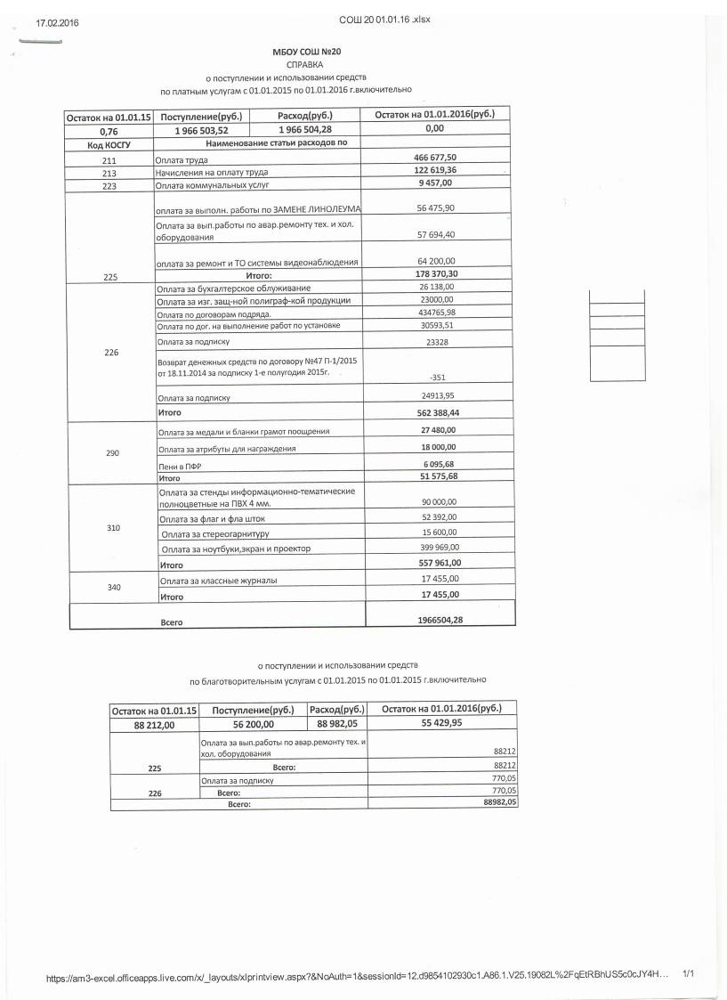 17.02.2016
СОШ 20 01.01.16 .xlsx
МБОУ СОШ №20
СПРАВКА
о поступлении и использовании средств
по платным услугам с 01.01.2015 по 01.01.2016 г.включительно
Остаток на 01.01.15 Поступление(руб.) Расход(руб.) Остаток на 01.01.2016(руб.)
0,76 1 966 503,52 1 966 504,28 0,00
Код КОСГУ Наименование статьи расходов по
211 Оплата труда 466 677,50
213 Начисления на оплату труда 122 619,36
223 Оплата коммунальных услуг 9 457,00
оплата за выполн. работы по ЗАМЕНЕ ЛИНОЛЕУМА 56 475,90
Оплата за вып.работы по авар.ремонту тех. и хол.
оборудования 57 694,40
оплата за ремонт и ТО системы видеонаблюдения 64 200,00
225 Итого: 178 370,30
Оплата за бухгалтерское облуживание 26 138,00
Оплата за изг. защ-ной полиграф-кой продукции 23000,00
Оплата по договорам подряда. 434765,98
Оплата по дог. на выполнение работ по установке 30593,51
226
Оплата за подписку 23328
Возврат денежных средств по договору №47 П-1/2015
от 18.11.2014 за подписку 1-е полугодия 2015г. -351
Оплата за подписку 24913,95
Итого 562 388,44
Оплата за медали и бланки грамот поощрения 27 480,00
290 Оплата за атрибуты для награждения 18 000,00
Пени в ПФР 6 095,68
Итого 51 575,68
Оплата за стенды информационно-тематические
полноцветные на ПВХ 4 мм. 90 000,00
Оплата за флаг и фла шток 52 392,00
310 Оплата за стереогарнитуру 15 600,00
Оплата за ноутбуки,экран и проектор 399 969,00
Итого 557 961,00
340 Оплата за классные журналы 17 455,00
Итого 17 455,00
Всего 1966504,28
о поступлении и использовании средств
по благотворительным услугам с 01.01.2015 по 01.01.2015 г.включительно
Остаток на 01.01.15 Поступление(руб.) Расход(руб.) Остаток на 01.01.2016(руб.)
88 212,00 56 200,00 88 982,05 55 429,95
Оплата за вып.работы по авар.ремонту тех. и
хол. оборудования 88212
225 Всего: 88212
Оплата за подписку 770,05
226 Всего: 770,05
Всего: 88982,05
https://am3-excel.officeapps.live.com/x/_layouts/xlprintview.aspx?&NoAuth=1&sessionId=12.d9854102930c1.A86.1.V25.19082L%2FqEtRBhUS5c0cJY4H... 1/1